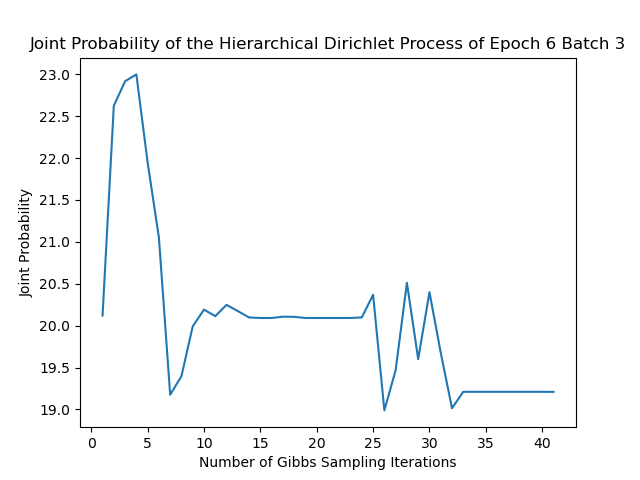 Joint Probability of the Hierarchical Dirichlet Process of Epoch 6 Batch 3
23.0
22.5
22.0
21.5
21.0
20.5
20.0
19.5
19.0
Joint Probability
0 5 10 15 20 25 30 35 40
Number of Gibbs Sampling Iterations